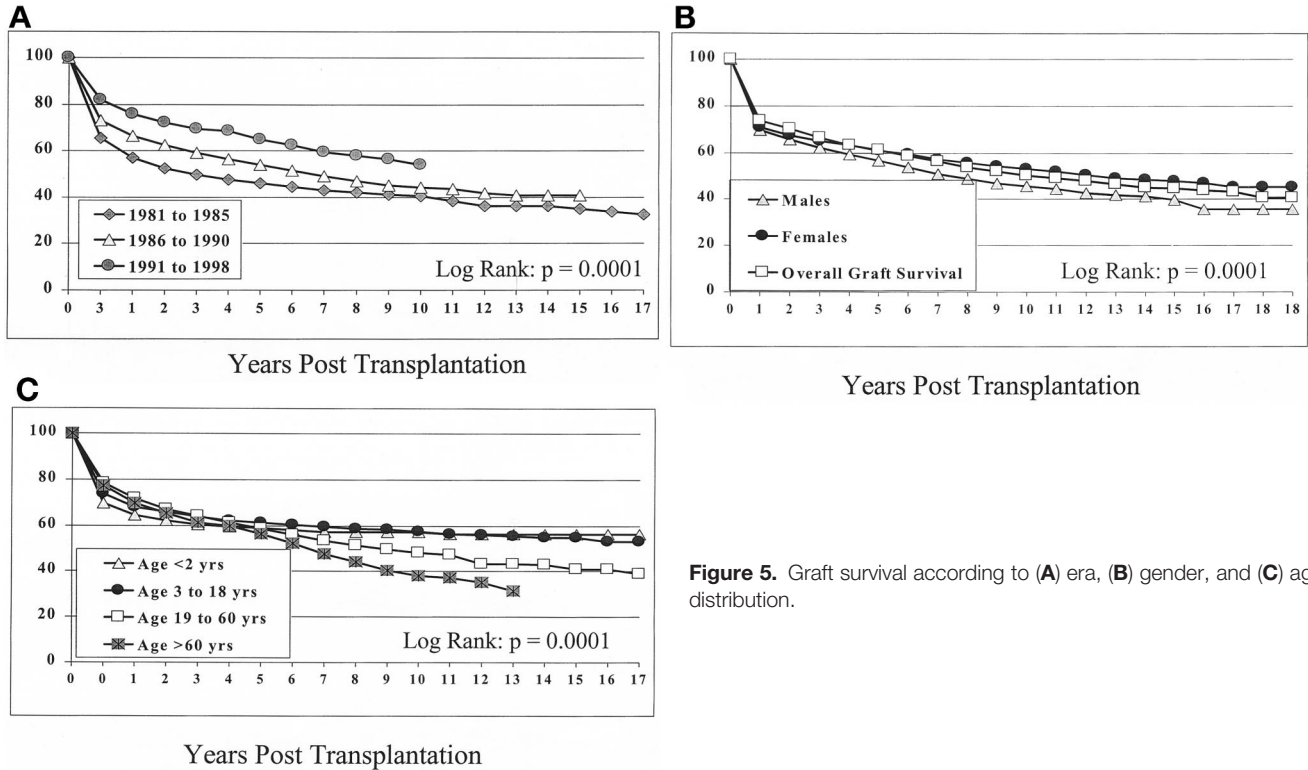 A
100
80
60
40
20
0
1981 to 1985
1986 to 1990
1991 to 1998
Log Rank: p = 0.0001
0 3 1 2 3 4 5 6 7 8 9 10 11 12 13 14 15 16 17
Years Post Transplantation
B
100
80
60
40
20
0
Males
Females
Overall Graft Survival
Log Rank: p = 0.0001
0 1 2 3 4 5 6 7 8 9 10 11 12 13 14 15 16 17 18 18
Years Post Transplantation
C
100
80
60
40
20
0
Age <2 yrs
Age 3 to 18 yrs
Age 19 to 60 yrs
Age >60 yrs
Log Rank: p = 0.0001
0 0 1 2 3 4 5 6 7 8 9 10 11 12 13 14 15 16 17
Years Post Transplantation
Figure 5. Graft survival according to (A) era, (B) gender, and (C) ag
distribution.